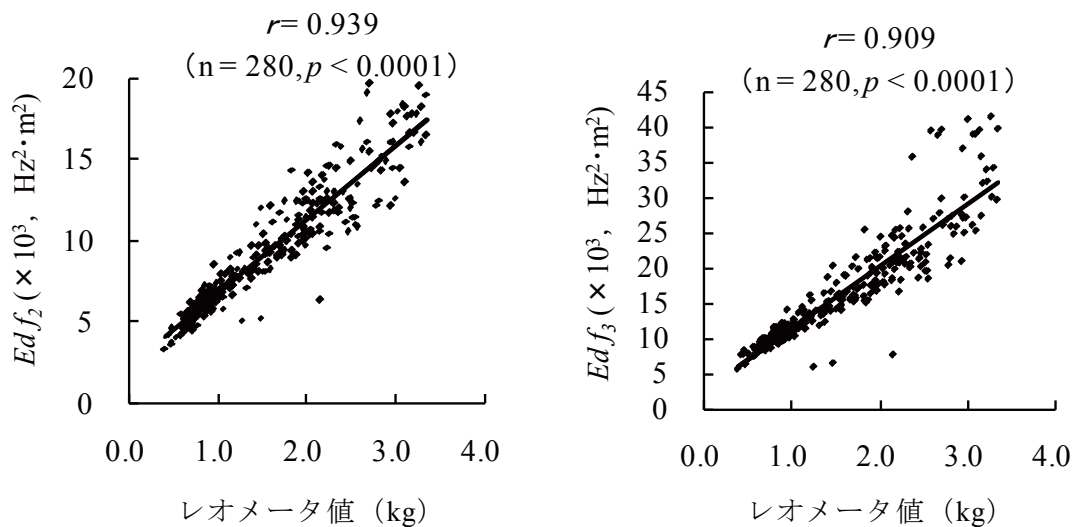 r= 0.939
（n = 280, p < 0.0001）
20
15
10
5
0
Edf₂ (×10³, Hz²·m²)
0.0 1.0 2.0 3.0 4.0
レオメータ値（kg）
r= 0.909
（n = 280, p < 0.0001）
45
40
35
30
25
20
15
10
5
0
Edf₃ (×10³, Hz²·m²)
0.0 1.0 2.0 3.0 4.0
レオメータ値（kg）